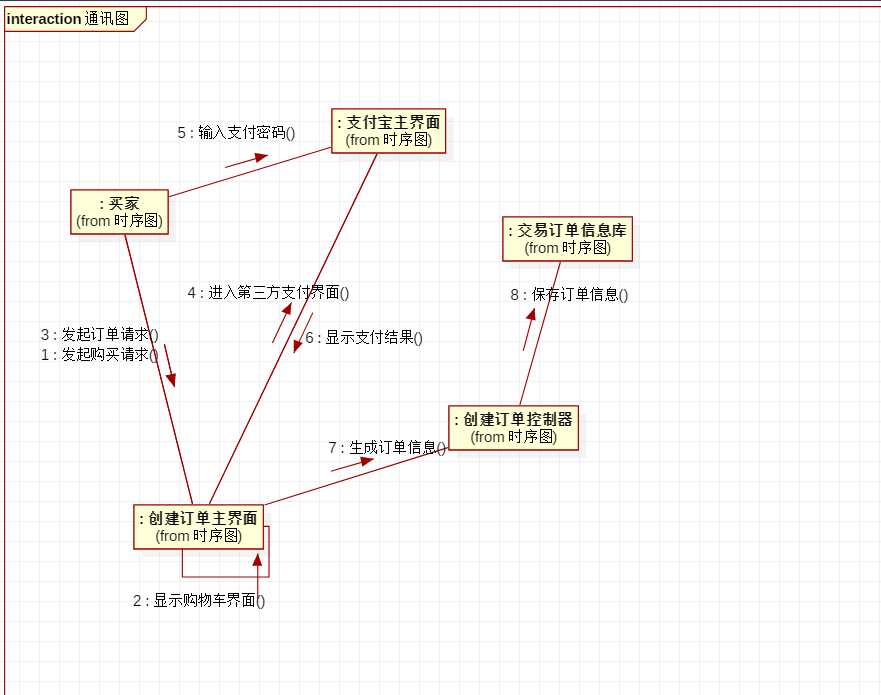 interaction 通讯图
5 : 输入支付密码()
: 支付宝主界面
(from 时序图)
: 买家
(from 时序图)
: 交易订单信息库
(from 时序图)
4 : 进入第三方支付界面()
8 : 保存订单信息()
3 : 发起订单请求()
6 : 显示支付结果()
1 : 发起购买请求()
: 创建订单控制器
(from 时序图)
7 : 生成订单信息()
: 创建订单主界面
(from 时序图)
2 : 显示购物车界面()